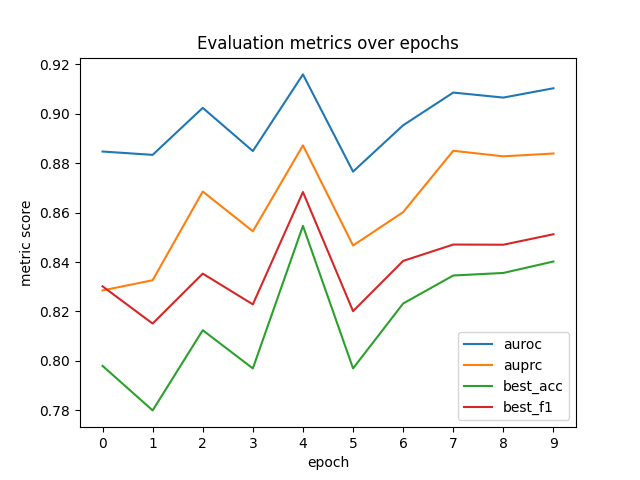 Evaluation metrics over epochs
metric score
0.92
0.90
0.88
0.86
0.84
0.82
0.80
0.78
auroc
auprc
best_acc
best_f1
0 1 2 3 4 5 6 7 8 9
epoch